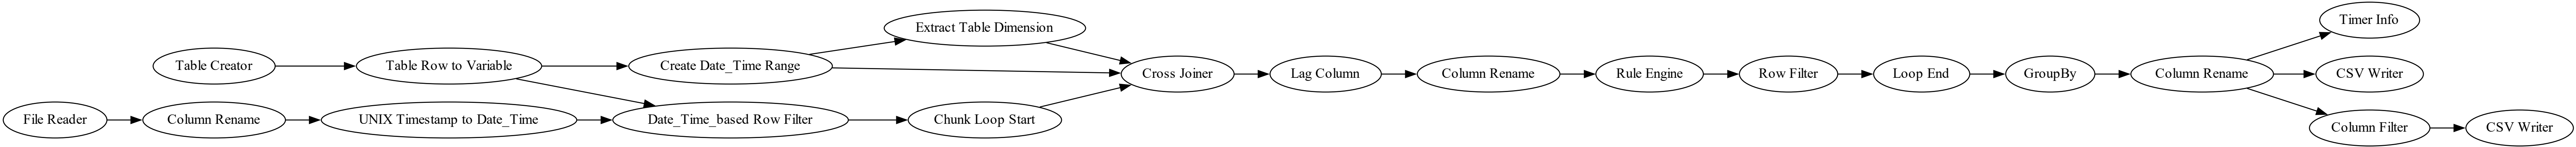 Timer Info
Extract Table Dimension
Table Creator
Table Row to Variable
Create Date_Time Range
Cross Joiner
Lag Column
Column Rename
Rule Engine
Row Filter
Loop End
GroupBy
Column Rename
CSV Writer
File Reader
Column Rename
UNIX Timestamp to Date_Time
Date_Time_based Row Filter
Chunk Loop Start
Column Filter
CSV Writer